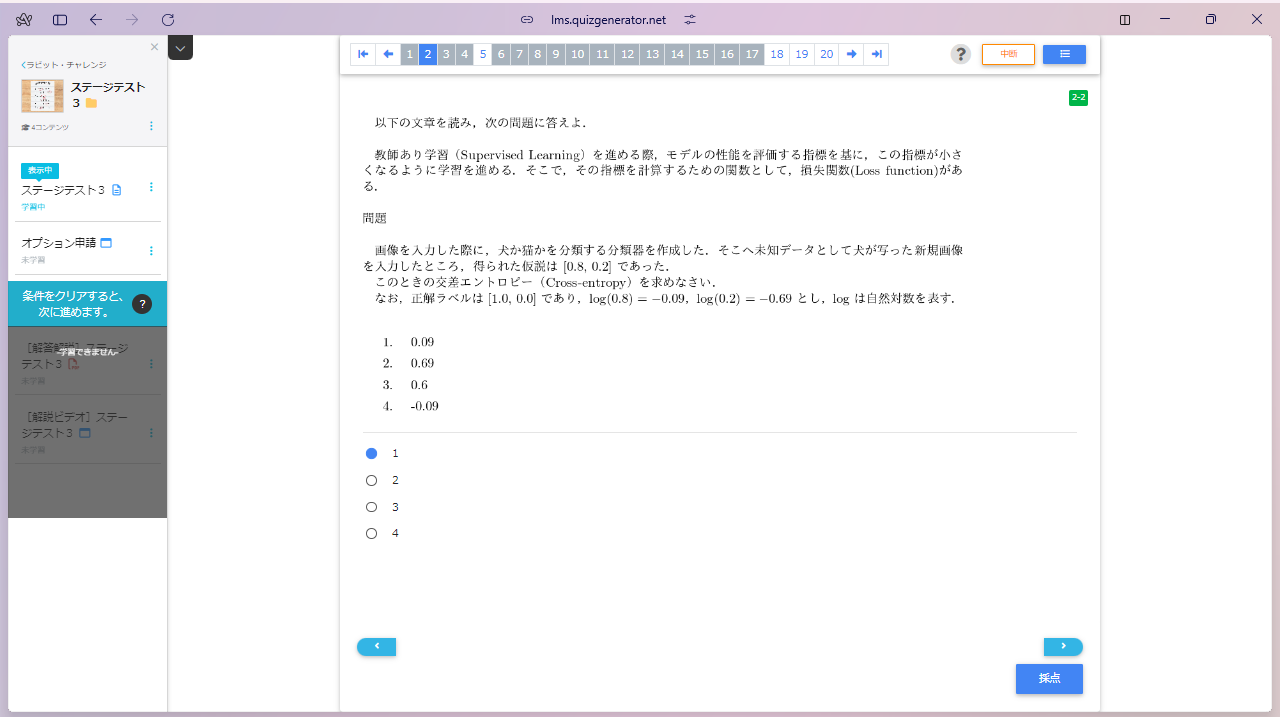 lms.quizgenerator.net
ラビット・チャレンジ
ステージテスト
3
4コンテンツ
表示中
ステージテスト3
学習中
オプション申請
未学習
条件をクリアすると、
次に進めます。
?
［解答解説］ステージ
テスト3
学習できません
未学習
［解説ビデオ］ステー
ジテスト3
未学習
1 2 3 4 5 6 7 8 9 10 11 12 13 14 15 16 17 18 19 20
?
中断
2-2
以下の文章を読み，次の問題に答えよ．
教師あり学習（Supervised Learning）を進める際，モデルの性能を評価する指標を基に，この指標が小さ
くなるように学習を進める．そこで，その指標を計算するための関数として，損失関数(Loss function)があ
る．
問題
画像を入力した際に，犬か猫かを分類する分類器を作成した．そこへ未知データとして犬が写った新規画像
を入力したところ，得られた仮説は [0.8, 0.2] であった．
このときの交差エントロピー（Cross-entropy）を求めなさい．
なお，正解ラベルは [1.0, 0.0] であり，log(0.8) = −0.09，log(0.2) = −0.69 とし，log は自然対数を表す．
1. 0.09
2. 0.69
3. 0.6
4. -0.09
1
2
3
4
採点